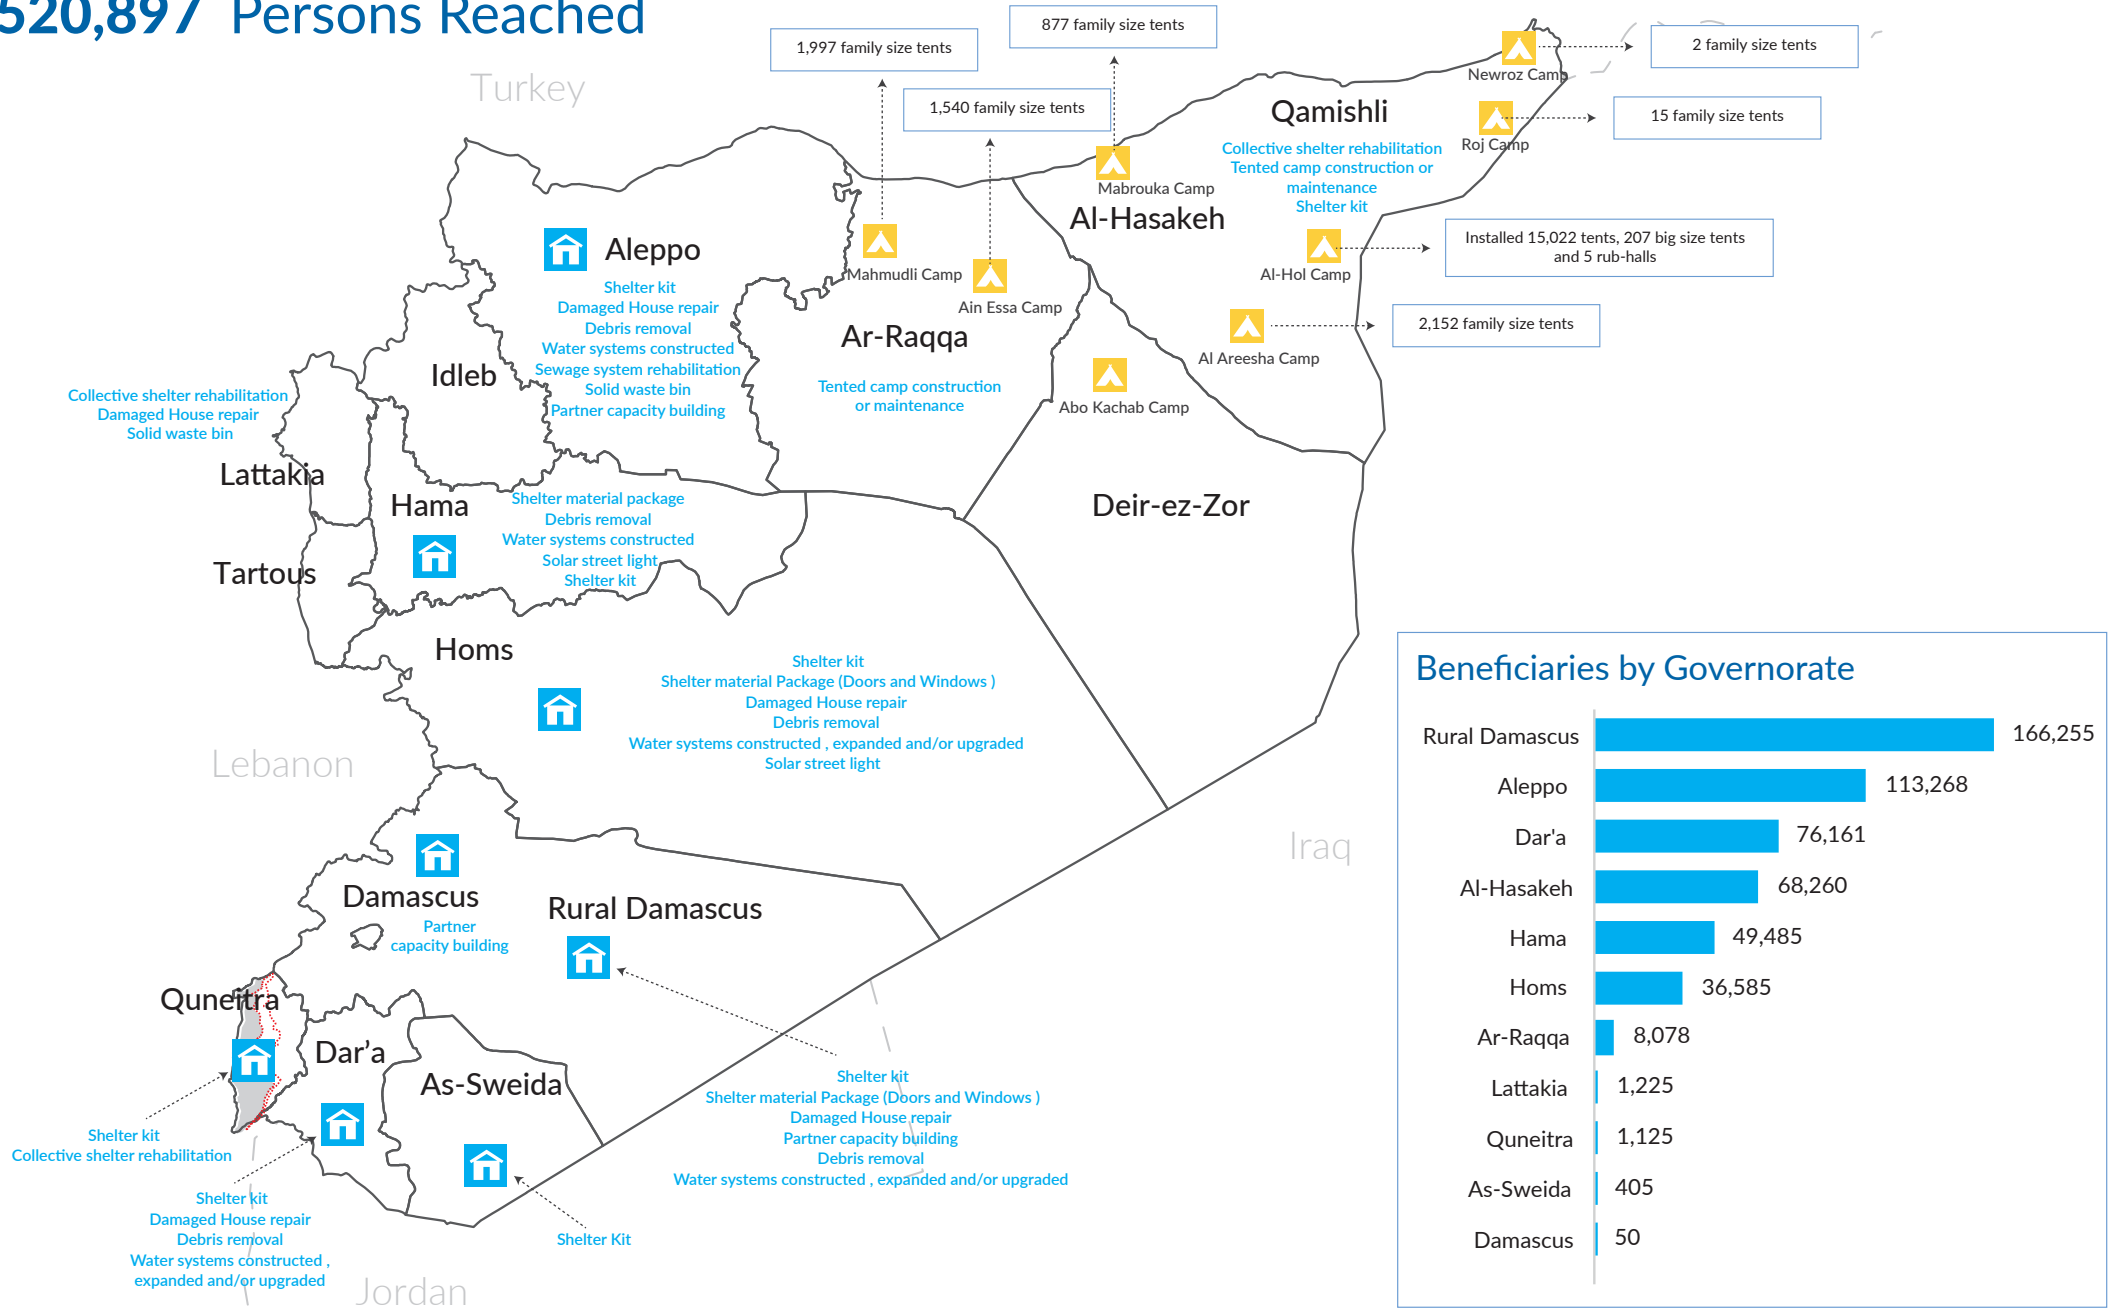 520,897 Persons Reached
877 family size tents
1,997 family size tents
2 family size tents
Turkey
Newroz Camp
1,540 family size tents
Qamishli
15 family size tents
Roj Camp
Collective shelter rehabilitation
Tented camp construction or
maintenance
Shelter kit
Mabrouka Camp
Al-Hasakeh
Installed 15,022 tents, 207 big size tents
and 5 rub-halls
Al-Hol Camp
Aleppo
Mahmudli Camp
Ain Essa Camp
Shelter kit
Damaged House repair
Debris removal
Water systems constructed
Sewage system rehabilitation
Solid waste bin
Partner capacity building
2,152 family size tents
Al Areesha Camp
Ar-Raqqa
Tented camp construction
or maintenance
Abo Kachab Camp
Idleb
Collective shelter rehabilitation
Damaged House repair
Solid waste bin
Lattakia
Hama
Shelter material package
Debris removal
Water systems constructed
Solar street light
Shelter kit
Deir-ez-Zor
Tartous
Homs
Shelter kit
Shelter material Package (Doors and Windows )
Damaged House repair
Debris removal
Water systems constructed , expanded and/or upgraded
Solar street light
Lebanon
Iraq
Damascus
Partner
capacity building
Rural Damascus
Quneitra
Dar’a
As-Sweida
Shelter kit
Shelter material Package (Doors and Windows )
Damaged House repair
Partner capacity building
Debris removal
Water systems constructed , expanded and/or upgraded
Shelter kit
Collective shelter rehabilitation
Shelter kit
Damaged House repair
Debris removal
Water systems constructed ,
expanded and/or upgraded
Shelter Kit
Jordan
Beneficiaries by Governorate
Rural Damascus 166,255
Aleppo 113,268
Dar'a 76,161
Al-Hasakeh 68,260
Hama 49,485
Homs 36,585
Ar-Raqqa 8,078
Lattakia 1,225
Quneitra 1,125
As-Sweida 405
Damascus 50